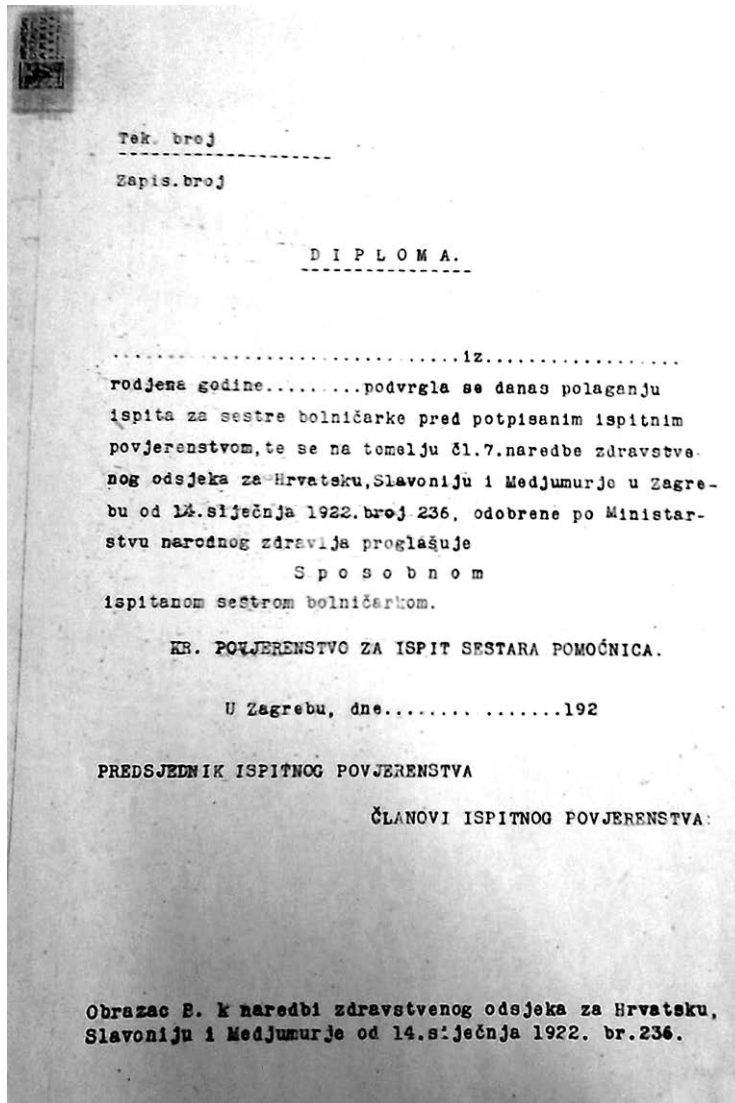 Tek. broj
Zapis.broj
D I P L O M A.
.................................iz...................
rodjena godine.........podvrgla se danas polaganju
ispita za sestre bolničarke pred potpisanim ispitnim
povjerenstvom,te se na temelju čl.7.naredbe zdravstve-
nog odsjeka za Hrvatsku,Slavoniju i Medjumurje u Zagre-
bu od 14.siječnja 1922.broj 236, odobrene po Ministar-
stvu narodnog zdravlja proglašuje
S p o s o b n o m
ispitanom sestrom bolničarkom.
KR. POVJERENSTVO ZA ISPIT SESTARA POMOĆNICA.
U Zagrebu, dne......... .......192
PREDSJEDNIK ISPITNOG POVJERENSTVA
ČLANOVI ISPITNOG POVJERENSTVA:
Obrazac B. k naredbi zdravstvenog odsjeka za Hrvatsku,
Slavoniju i Medjumurje od 14.siječnja 1922. br.236.